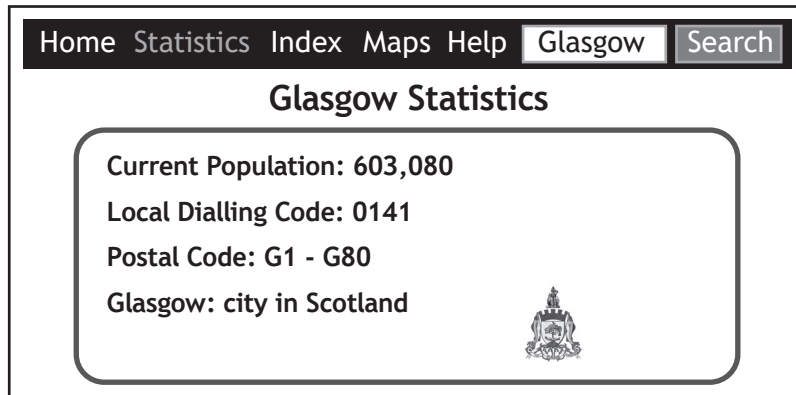 Home Statistics Index Maps Help Glasgow Search
Glasgow Statistics
Current Population: 603,080
Local Dialling Code: 0141
Postal Code: G1 - G80
Glasgow: city in Scotland